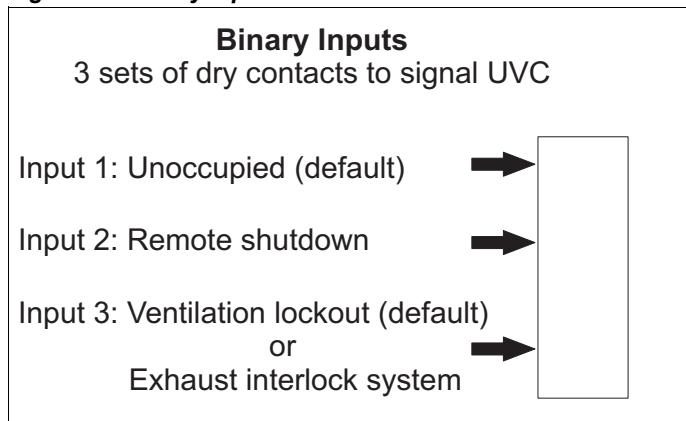 Binary Inputs
3 sets of dry contacts to signal UVC
Input 1: Unoccupied (default)
Input 2: Remote shutdown
Input 3: Ventilation lockout (default)
or
Exhaust interlock system